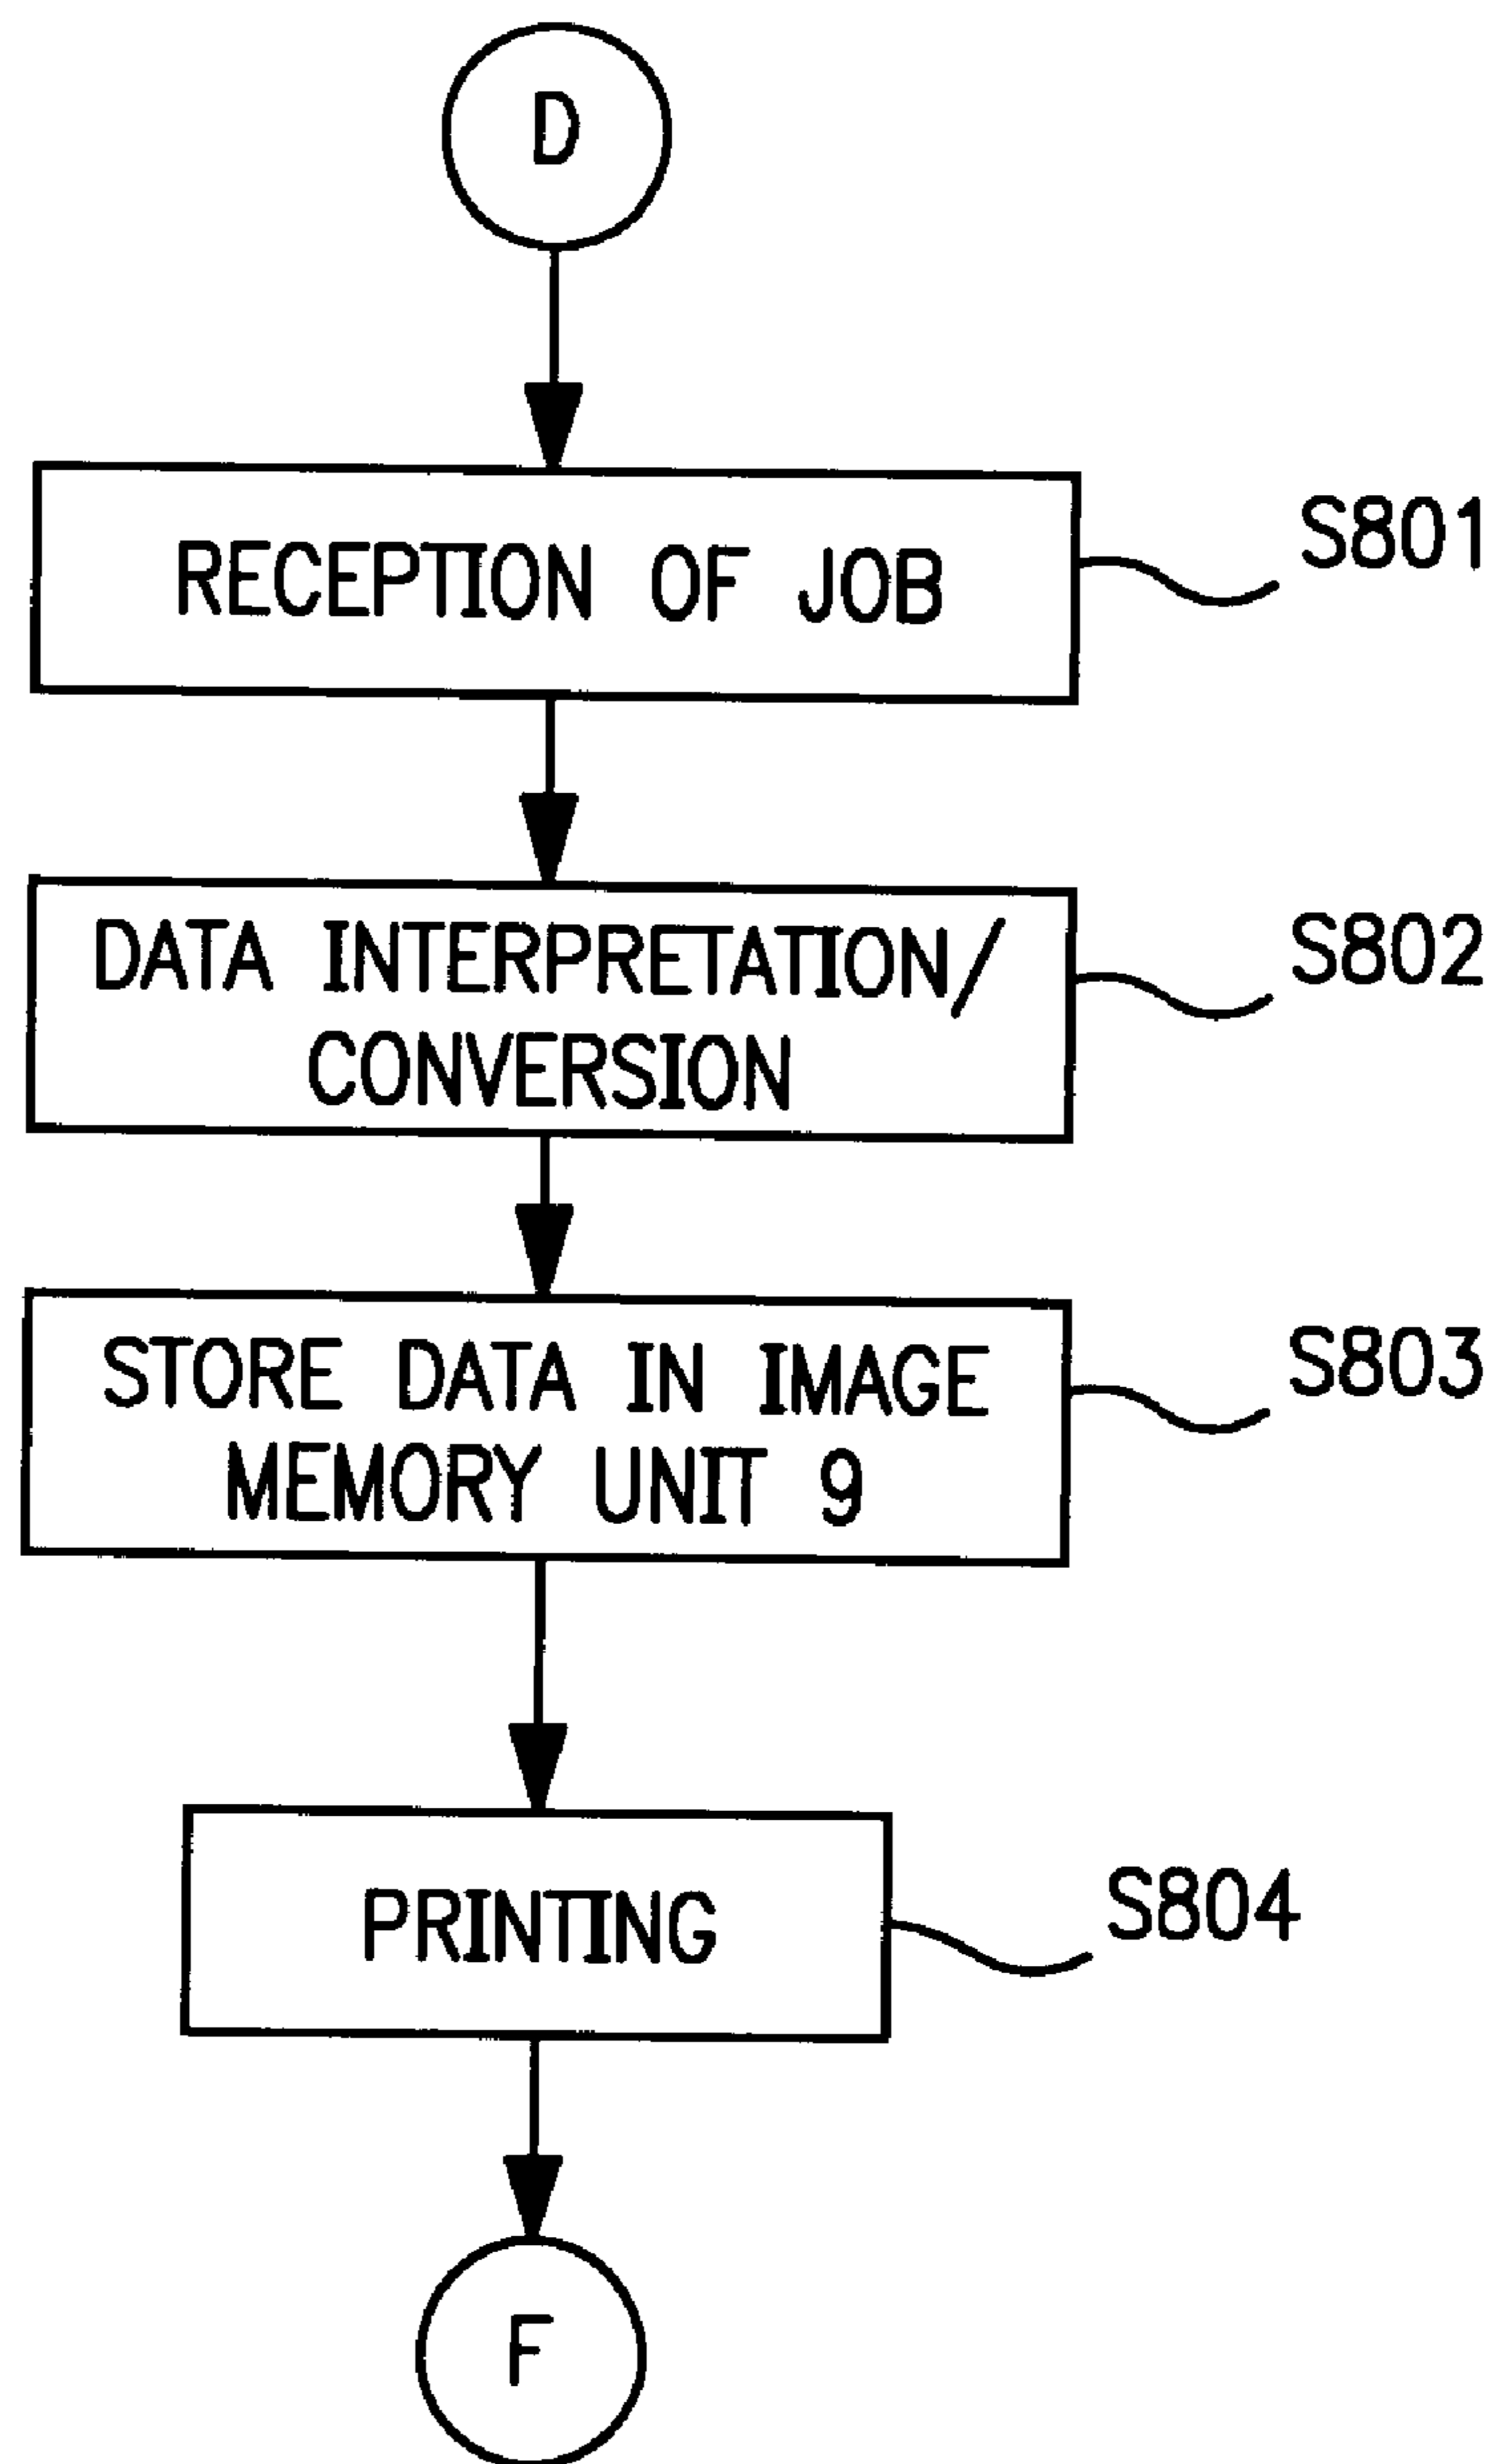 D
RECEPTION OF JOB
S801
DATA INTERPRETATION/
CONVERSION
S802
STORE DATA IN IMAGE
MEMORY UNIT 9
S803
PRINTING
S804
F